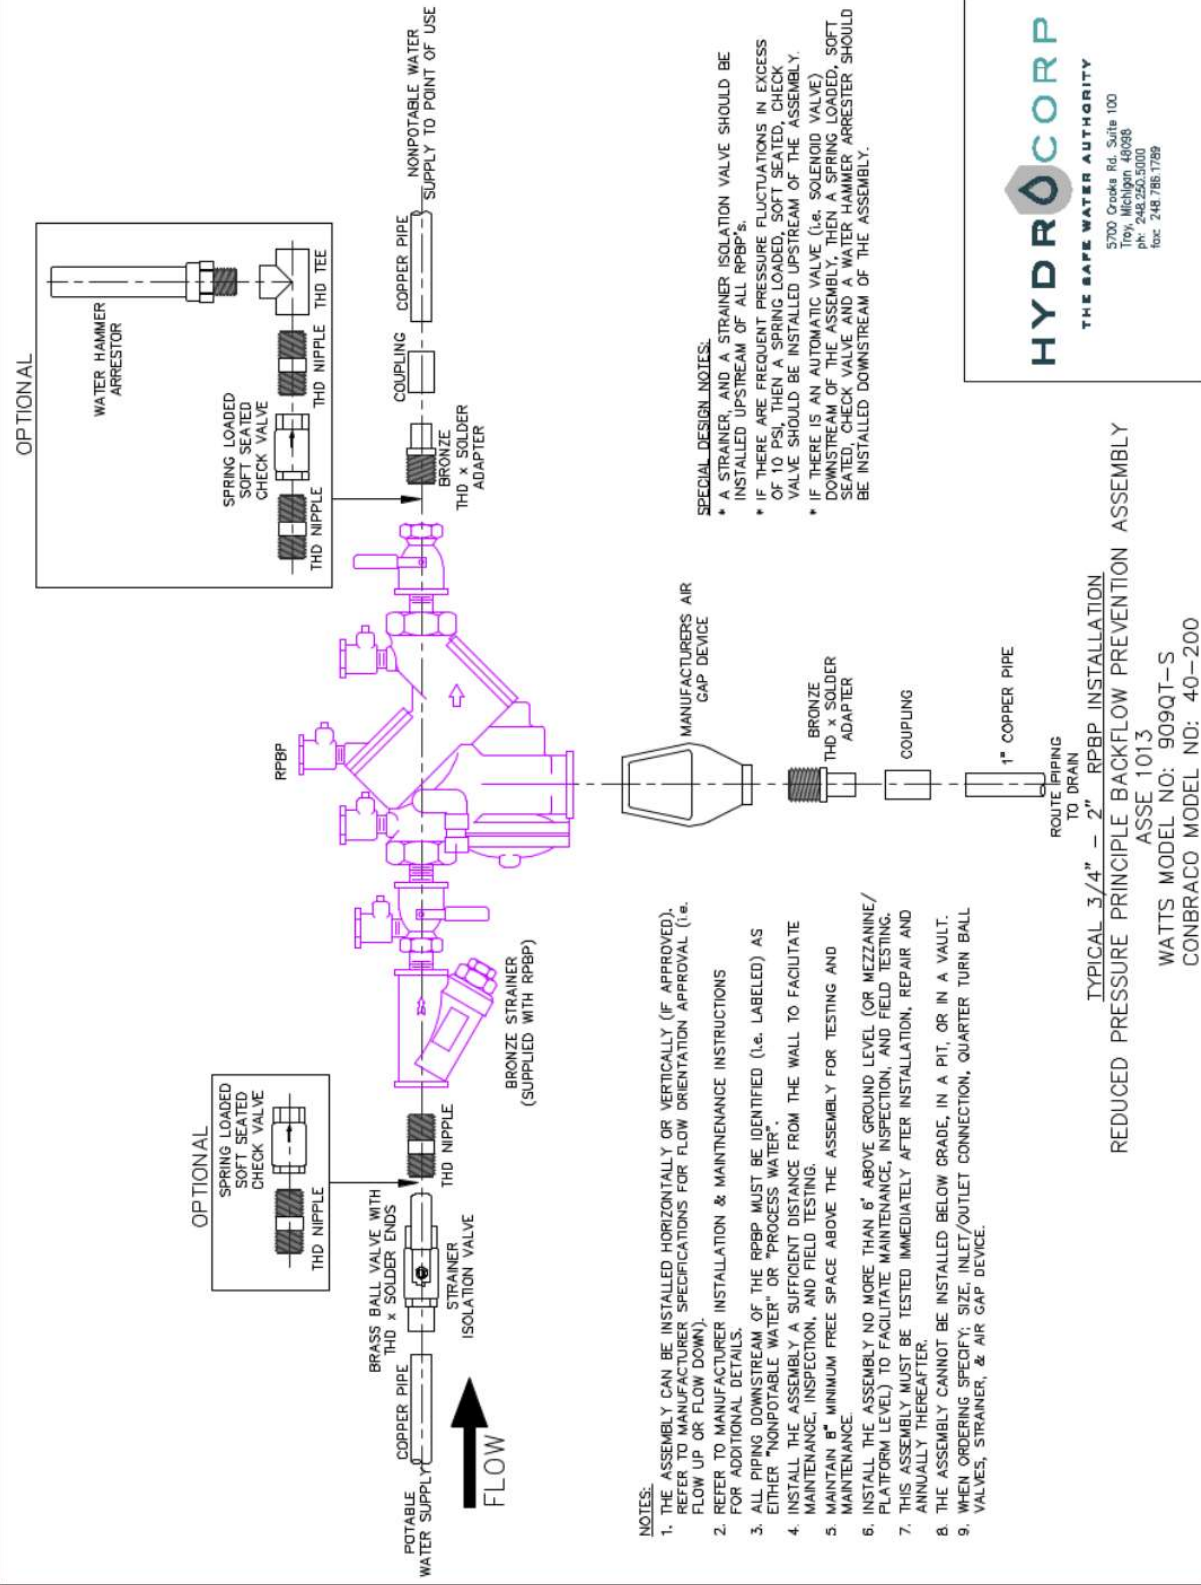 OPTIONAL
WATER HAMMER
ARRESTOR
SPRING LOADED
SOFT SEATED
CHECK VALVE
THD NIPPLE
THD NIPPLE
THD TEE
OPTIONAL
SPRING LOADED
SOFT SEATED
CHECK VALVE
THD NIPPLE
POTABLE
WATER SUPPLY
COPPER PIPE
BRASS BALL VALVE WITH
THD x SOLDER ENDS
STRAINER
ISOLATION VALVE
THD NIPPLE
BRONZE STRAINER
(SUPPLIED WITH RPBP)
RPBP
BRONZE
THD x SOLDER
ADAPTER
COUPLING
COPPER PIPE
NONPOTABLE WATER
SUPPLY TO POINT OF USE
FLOW
MANUFACTURERS AIR
GAP DEVICE
BRONZE
THD x SOLDER
ADAPTER
COUPLING
1" COPPER PIPE
ROUTE PIPING
TO DRAIN
NOTES:
1. THE ASSEMBLY CAN BE INSTALLED HORIZONTALLY OR VERTICALLY (IF APPROVED).
REFER TO MANUFACTURER SPECIFICATIONS FOR FLOW ORIENTATION APPROVAL (i.e.
FLOW UP OR FLOW DOWN).
2. REFER TO MANUFACTURER INSTALLATION & MAINTNENANCE INSTRUCTIONS
FOR ADDITIONAL DETAILS.
3. ALL PIPING DOWNSTREAM OF THE RPBP MUST BE IDENTIFIED (i.e. LABELED) AS
EITHER "NONPOTABLE WATER" OR "PROCESS WATER".
4. INSTALL THE ASSEMBLY A SUFFICIENT DISTANCE FROM THE WALL TO FACILITATE
MAINTENANCE, INSPECTION, AND FIELD TESTING.
5. MAINTAIN 8" MINIMUM FREE SPACE ABOVE THE ASSEMBLY FOR TESTING AND
MAINTENANCE.
6. INSTALL THE ASSEMBLY NO MORE THAN 6' ABOVE GROUND LEVEL (OR MEZZANINE/
PLATFORM LEVEL) TO FACILITATE MAINTENANCE, INSPECTION, AND FIELD TESTING.
7. THIS ASSEMBLY MUST BE TESTED IMMEDIATELY AFTER INSTALLATION, REPAIR AND
ANNUALLY THEREAFTER.
8. THE ASSEMBLY CANNOT BE INSTALLED BELOW GRADE, IN A PIT, OR IN A VAULT.
9. WHEN ORDERING SPECIFY; SIZE, INLET/OUTLET CONNECTION, QUARTER TURN BALL
VALVES, STRAINER, & AIR GAP DEVICE.
SPECIAL DESIGN NOTES:
* A STRAINER, AND A STRAINER ISOLATION VALVE SHOULD BE
INSTALLED UPSTREAM OF ALL RPBP's.
* IF THERE ARE FREQUENT PRESSURE FLUCTUATIONS IN EXCESS
OF 10 PSI, THEN A SPRING LOADED, SOFT SEATED, CHECK
VALVE SHOULD BE INSTALLED UPSTREAM OF THE ASSEMBLY.
* IF THERE IS AN AUTOMATIC VALVE (i.e. SOLENOID VALVE)
DOWNSTREAM OF THE ASSEMBLY, THEN A SPRING LOADED, SOFT
SEATED, CHECK VALVE AND A WATER HAMMER ARRESTER SHOULD
BE INSTALLED DOWNSTREAM OF THE ASSEMBLY.
TYPICAL 3/4" - 2" RPBP INSTALLATION
REDUCED PRESSURE PRINCIPLE BACKFLOW PREVENTION ASSEMBLY
ASSE 1013
WATTS MODEL NO: 909QT-S
CONBRACO MODEL NO: 40-200
HYDROCORP
THE SAFE WATER AUTHORITY
5700 Crooks Rd. Suite 100
Troy, Michigan 48098
ph: 248.250.5000
fax: 248.786.1789